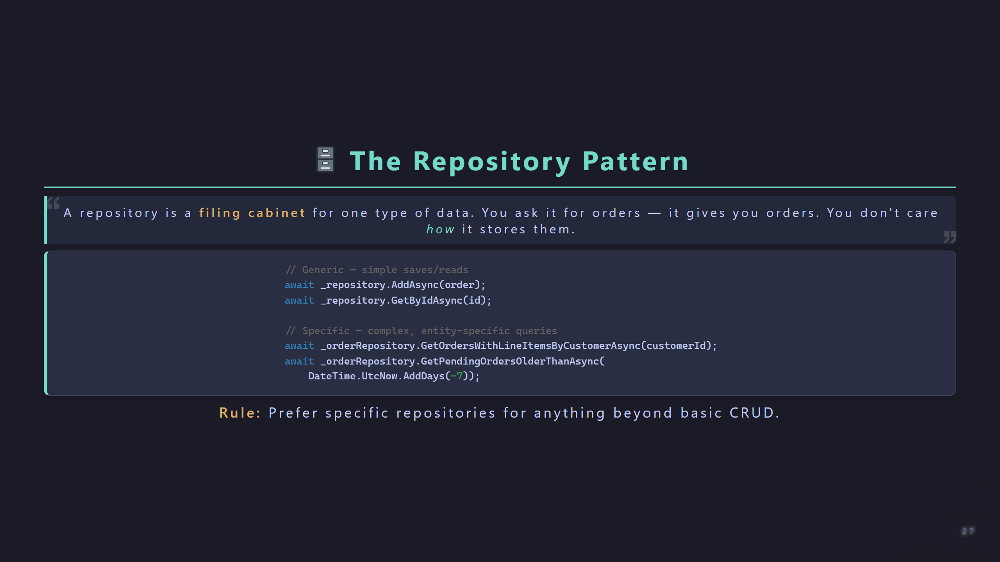 The Repository Pattern
“
A repository is a filing cabinet for one type of data. You ask it for orders — it gives you orders. You don't care
how it stores them.
”
// Generic — simple saves/reads
await _repository.AddAsync(order);
await _repository.GetByIdAsync(id);
// Specific — complex, entity-specific queries
await _orderRepository.GetOrdersWithLineItemsByCustomerAsync(customerId);
await _orderRepository.GetPendingOrdersOlderThanAsync(
DateTime.UtcNow.AddDays(-7));
Rule: Prefer specific repositories for anything beyond basic CRUD.
27